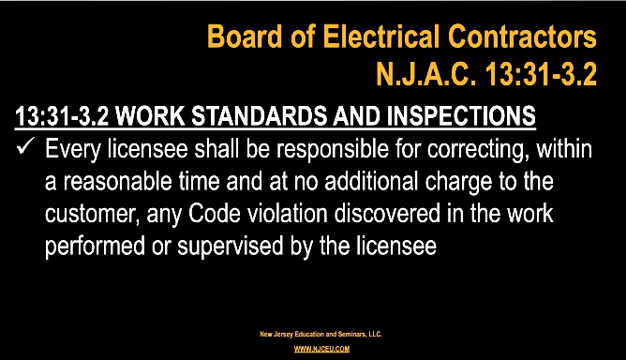 Board of Electrical Contractors
N.J.A.C. 13:31-3.2
13:31-3.2 WORK STANDARDS AND INSPECTIONS
✓ Every licensee shall be responsible for correcting, within
a reasonable time and at no additional charge to the
customer, any Code violation discovered in the work
performed or supervised by the licensee
New Jersey Education and Seminars, LLC.
WWW.NJCEU.COM